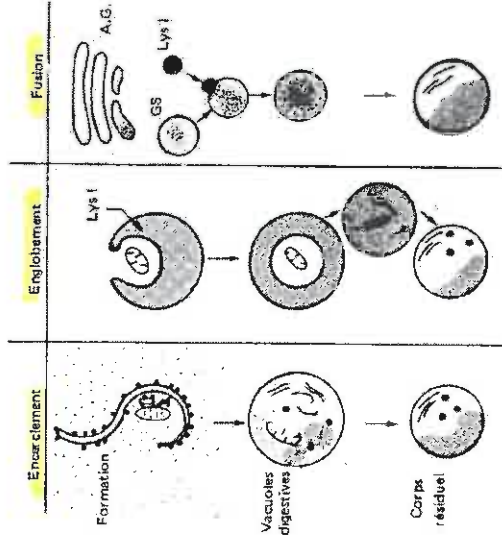 Encerclement
Englobement
Fusion
Formation
Lys I
A.G.
Lys I
GS
Vacuoles
digestives
Corps
résiduel